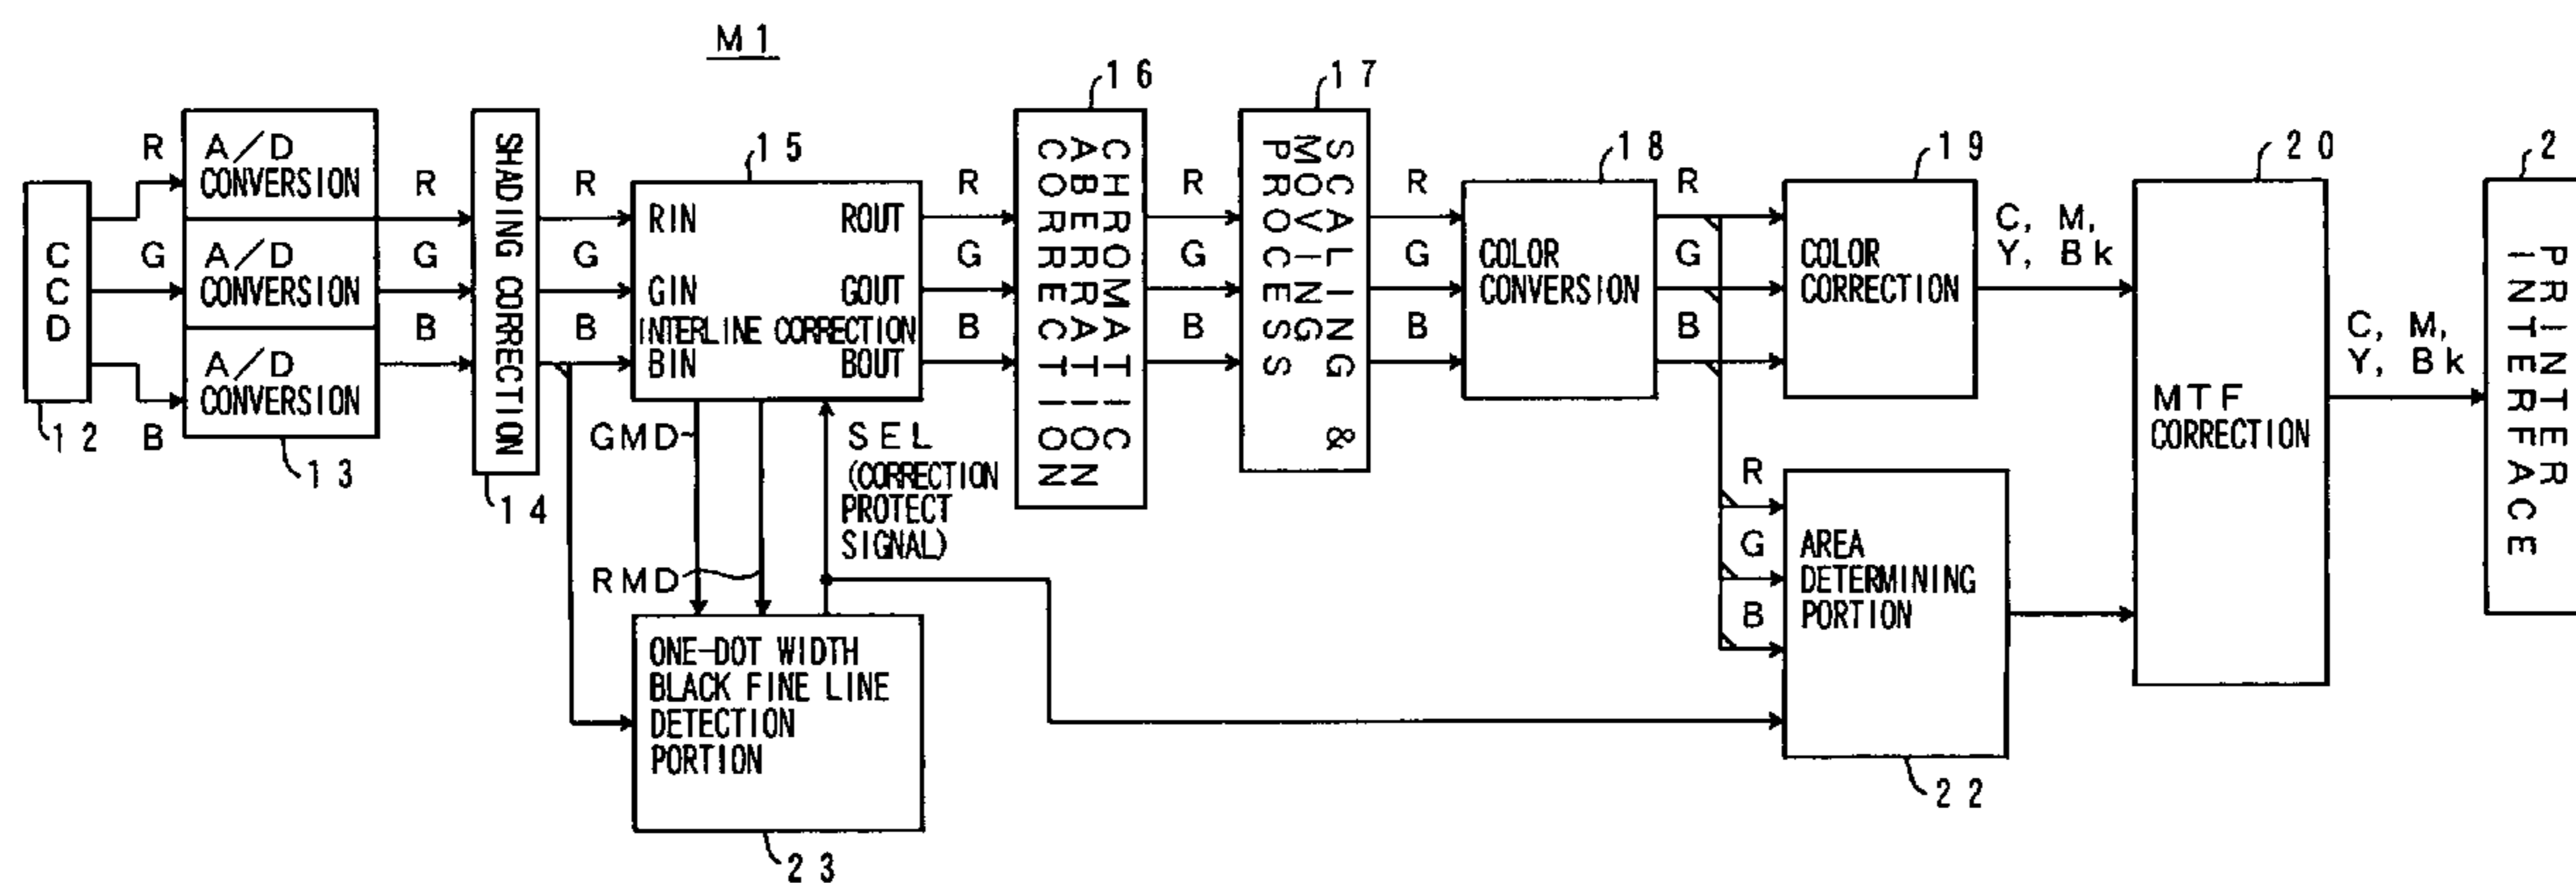 M1
CCD
12
R
G
B
A/D
CONVERSION
A/D
CONVERSION
A/D
CONVERSION
13
R
G
B
SHADING CORRECTION
14
R
G
B
15
RIN
ROUT
GIN
GOUT
INTERLINE CORRECTION
BIN
BOUT
GMD
RMD
SEL
(CORRECTION
PROTECT
SIGNAL)
ONE-DOT WIDTH
BLACK FINE LINE
DETECTION
PORTION
23
R
G
B
16
CHROMATIC
ABERRATION
CORRECTION
R
G
B
17
SCALING &
MOVING
PROCESS
R
G
B
18
COLOR
CONVERSION
R
G
B
19
COLOR
CORRECTION
C, M,
Y, Bk
R
G
B
AREA
DETERMINING
PORTION
22
20
MTF
CORRECTION
C, M,
Y, Bk
2
PRINTER
INTERFACE